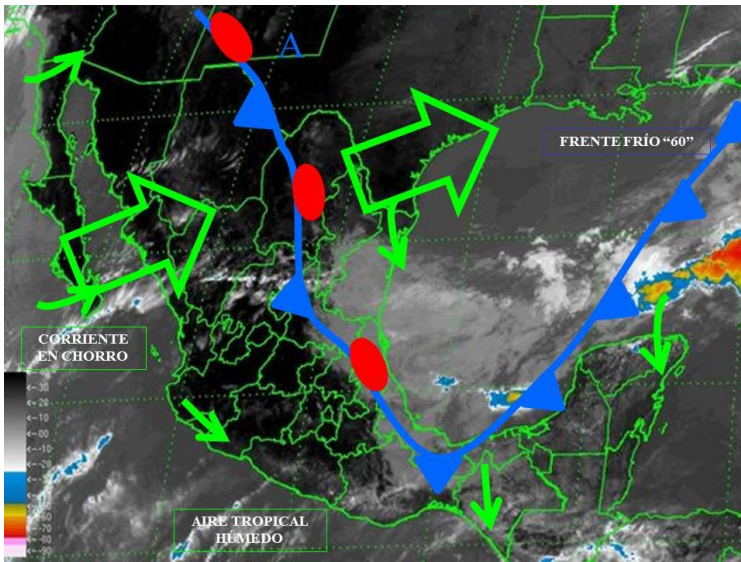 A
FRENTE FRÍO “60”
CORRIENTE
EN CHORRO
AIRE TROPICAL
HÚMEDO